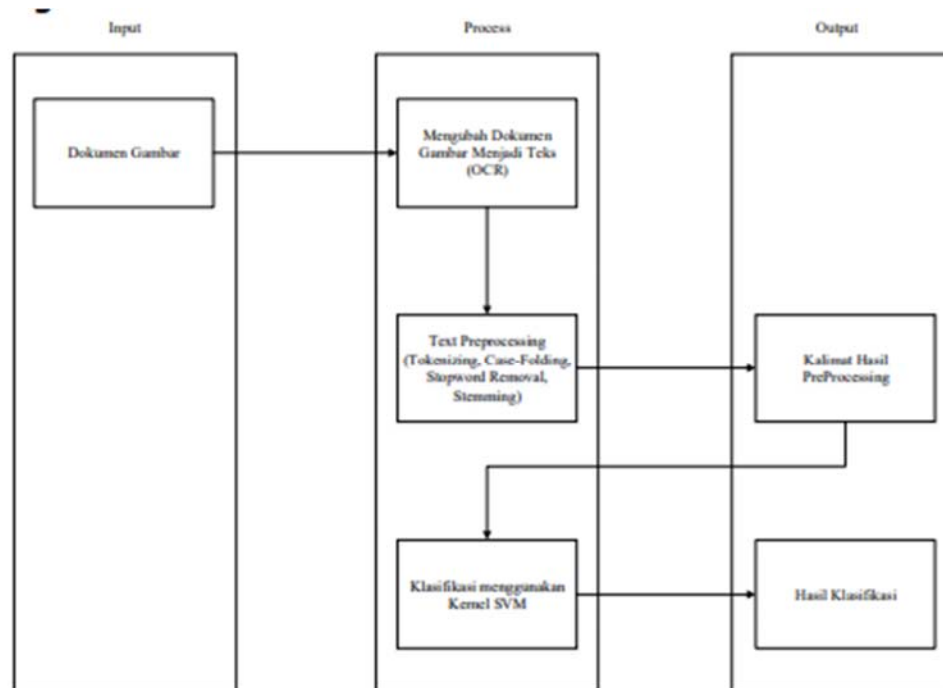 Input
Process
Output
Dokumen Gambar
Mengubah Dokumen
Gambar Menjadi Teks
(OCR)
Text Preprocessing
(Tokenizing, Case-Folding,
Stopword Removal,
Stemming)
Kalimat Hasil
PreProcessing
Klasifikasi menggunakan
Kernel SVM
Hasil Klasifikasi